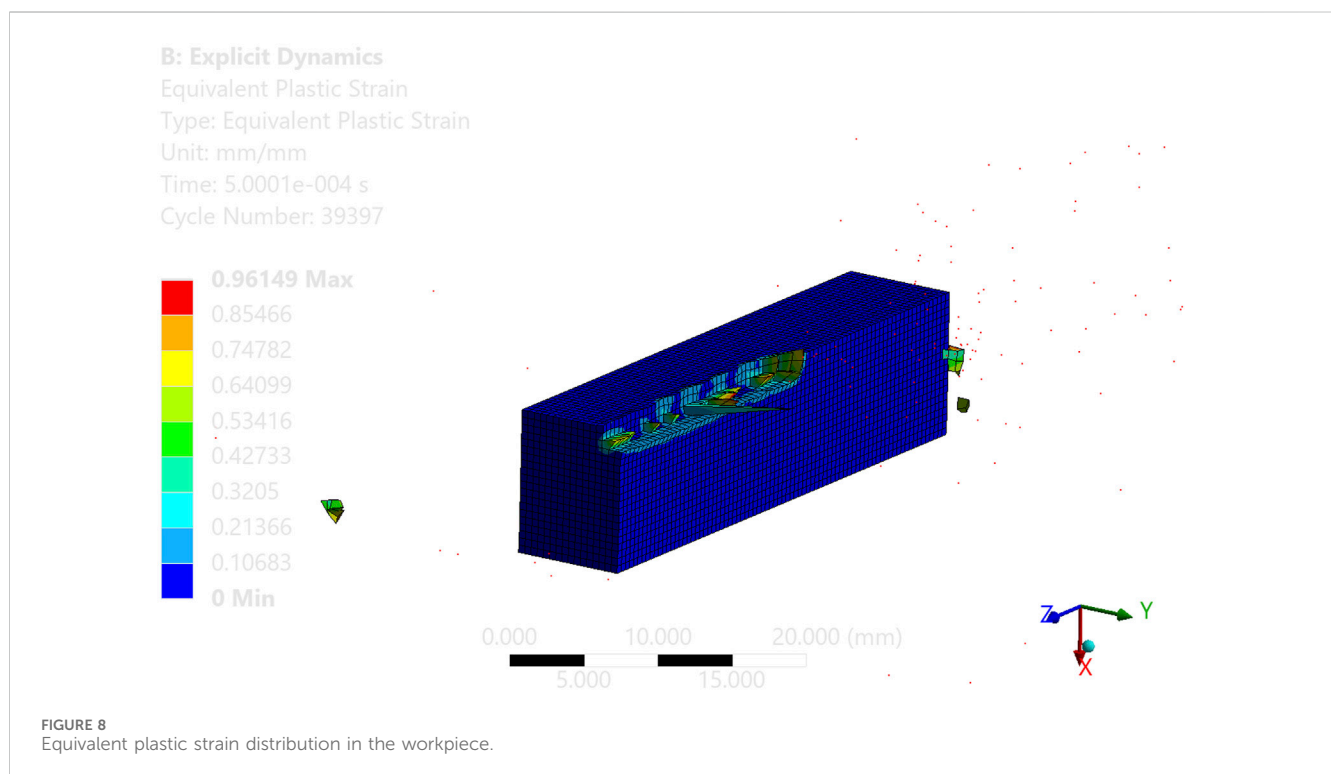 B: Explicit Dynamics
Equivalent Plastic Strain
Type: Equivalent Plastic Strain
Unit: mm/mm
Time: 5.0001e-004 s
Cycle Number: 39397
0.96149 Max
0.85466
0.74782
0.64099
0.53416
0.42733
0.3205
0.21366
0.10683
0 Min
0.000 10.000 20.000 (mm)
5.000 15.000
Z Y
X
FIGURE 8
Equivalent plastic strain distribution in the workpiece.